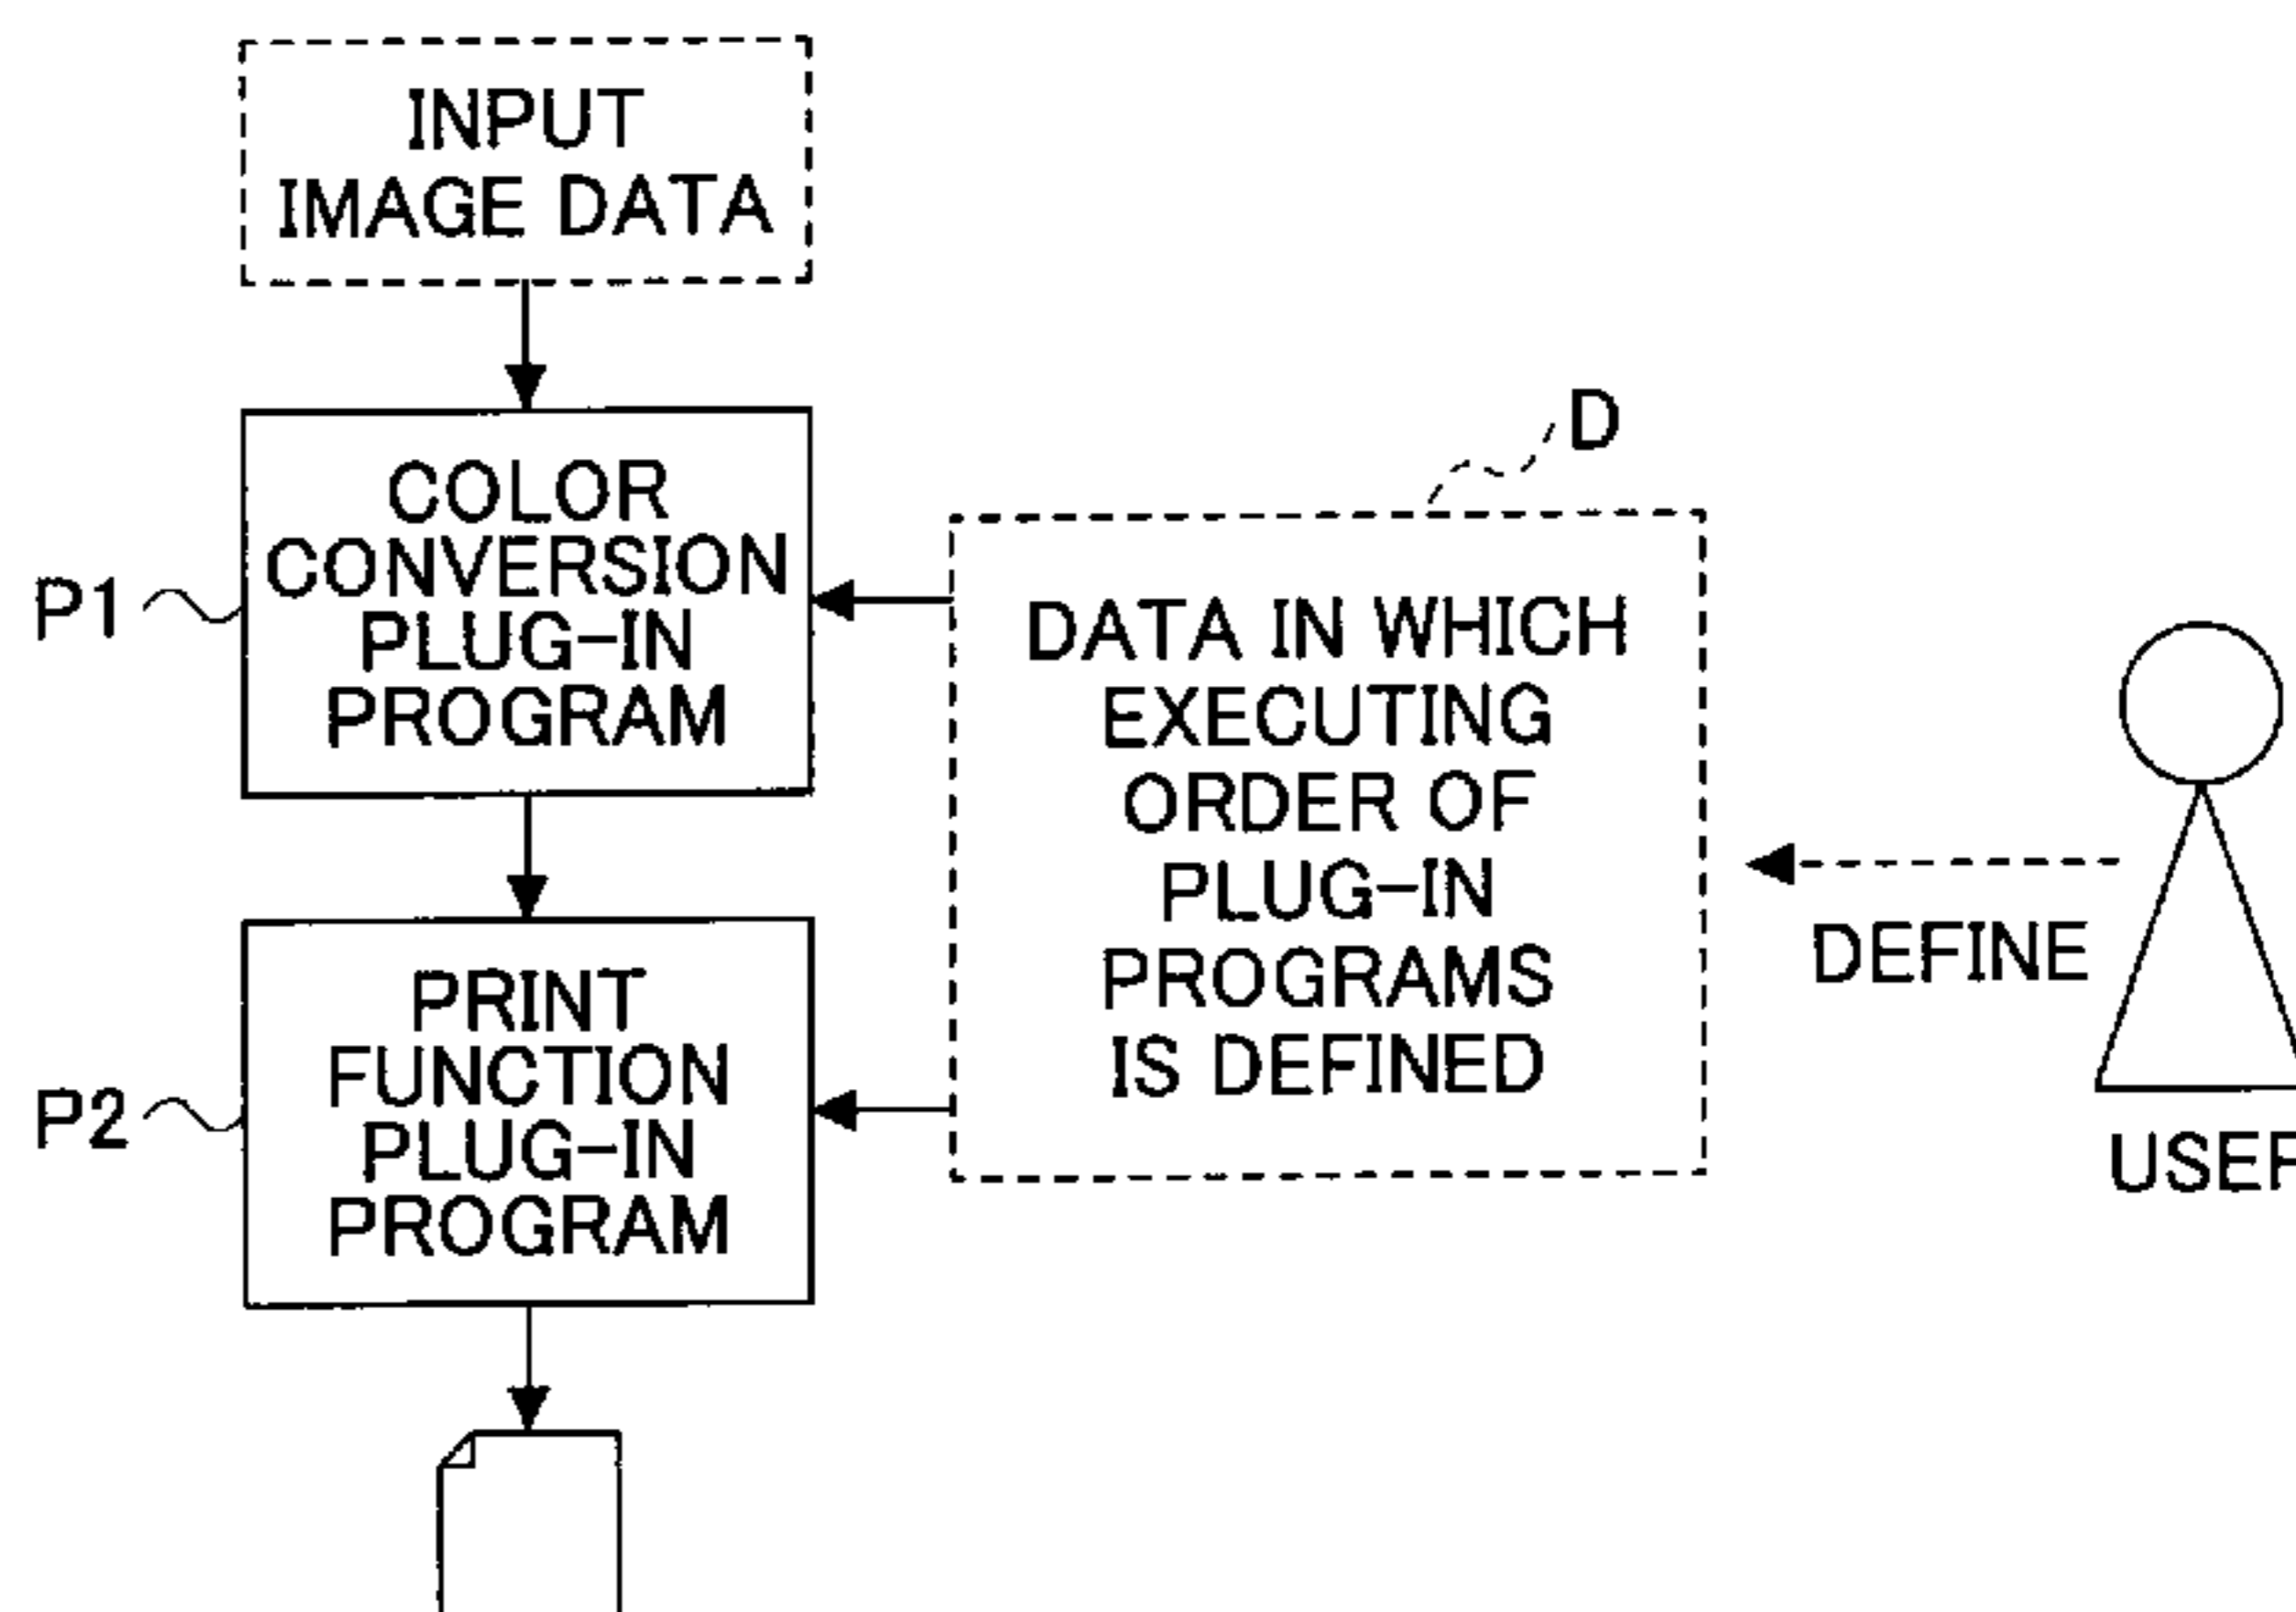 INPUT
IMAGE DATA
COLOR
CONVERSION
PLUG-IN
PROGRAM
P1
D
DATA IN WHICH
EXECUTING
ORDER OF
PLUG-IN
PROGRAMS
IS DEFINED
DEFINE
USER
PRINT
FUNCTION
PLUG-IN
PROGRAM
P2